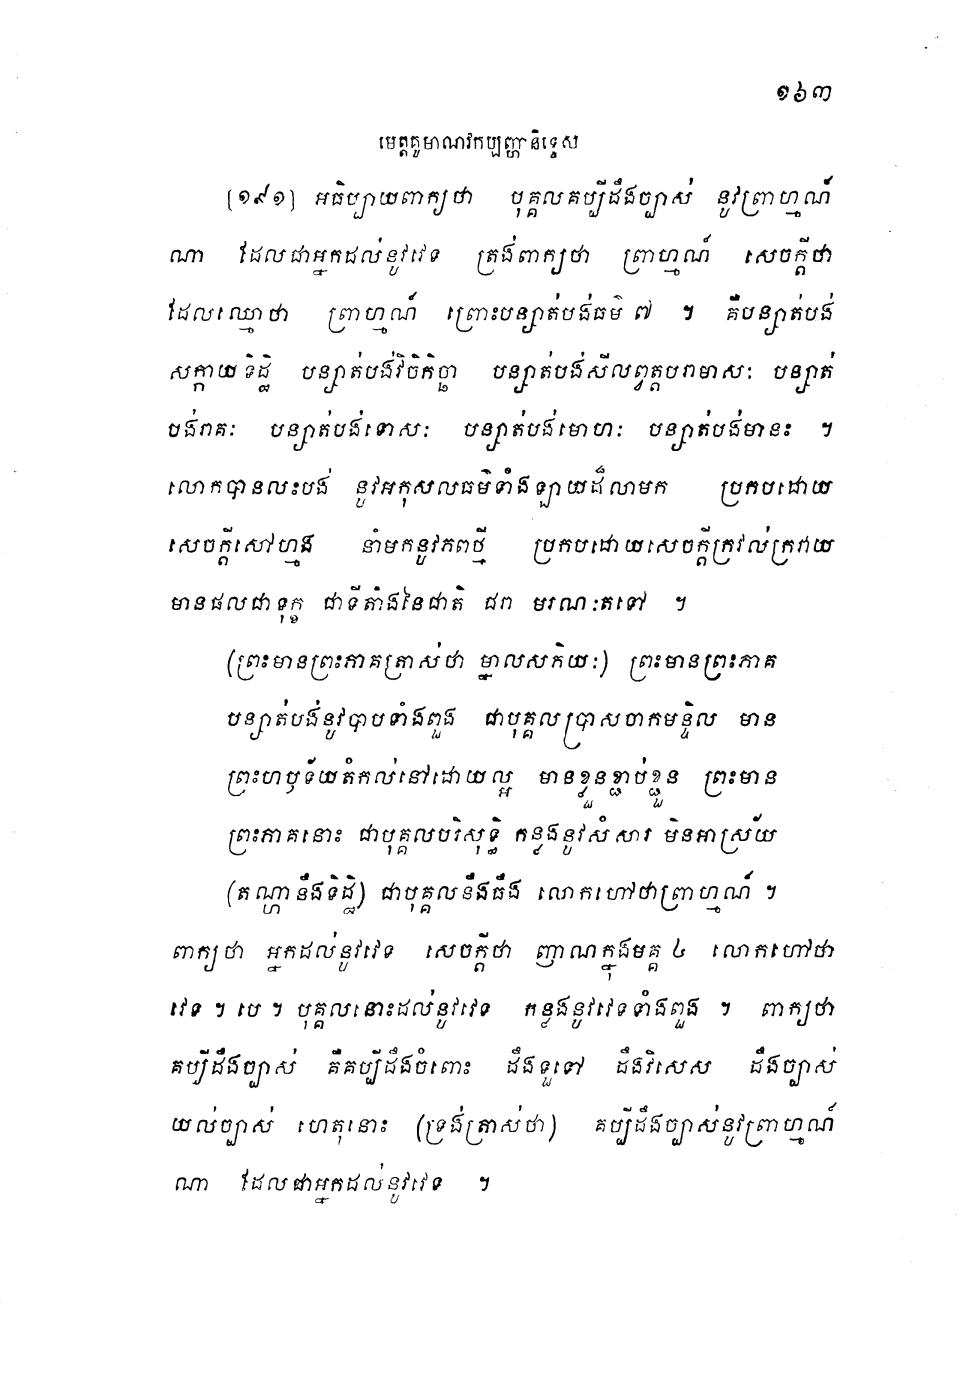 ១៦៣
មេត្តគូមាណវកប្បញ្ហានិទ្ទេស
[១៩១] អធិប្បាយពាក្យថា បុគ្គលគប្បីដឹងច្បាស់ នូវព្រាហ្មណ៍
ណា ដែលជាអ្នកដល់នូវវេទ ត្រង់ពាក្យថា ព្រាហ្មណ៍ សេចក្តីថា
ដែលឈ្មោះថា ព្រាហ្មណ៍ ព្រោះបន្សាត់បង់ធម៌ ៧ ។ គឺបន្សាត់បង់
សក្កាយទិដ្ឋិ បន្សាត់បង់វិចិកិច្ឆា បន្សាត់បង់សីលព្វត្តបរាមាសៈ បន្សាត់
បង់រាគៈ បន្សាត់បង់ទោសៈ បន្សាត់បង់មោហៈ បន្សាត់បង់មានះ ។
លោកបានលះបង់ នូវអកុសលធម៌ទាំងឡាយដ៏លាមក ប្រកបដោយ
សេចក្តីសៅហ្មង នាំមកនូវភពថ្មី ប្រកបដោយសេចក្តីក្រវល់ក្រវាយ
មានផលជាទុក្ខ ជាទីតាំងនៃជាតិ ជរា មរណៈតទៅ ។
(ព្រះមានព្រះភាគត្រាស់ថា ម្នាលសភិយៈ) ព្រះមានព្រះភាគ
បន្សាត់បង់នូវបាបទាំងពួង ជាបុគ្គលប្រាសចាកមន្ទិល មាន
ព្រះហឫទ័យតំកល់នៅដោយល្អ មានខ្លួនខ្ជាប់ខ្ជួន ព្រះមាន
ព្រះភាគនោះ ជាបុគ្គលបរិសុទ្ធិ កន្លងនូវសំសារ មិនអាស្រ័យ
(តណ្ហានឹងទិដ្ឋិ) ជាបុគ្គលនឹងធឹង លោកហៅថាព្រាហ្មណ៍ ។
ពាក្យថា អ្នកដល់នូវវេទ សេចក្តីថា ញាណក្នុងមគ្គ ៤ លោកហៅថា
វេទ ។ បេ ។ បុគ្គលនោះដល់នូវវេទ កន្លងនូវវេទទាំងពួង ។ ពាក្យថា
គប្បីដឹងច្បាស់ គឺគប្បីដឹងចំពោះ ដឹងទួទៅ ដឹងវិសេស ដឹងច្បាស់
យល់ច្បាស់ ហេតុនោះ (ទ្រង់ត្រាស់ថា) គប្បីដឹងច្បាស់នូវព្រាហ្មណ៍
ណា ដែលជាអ្នកដល់នូវវេទ ។